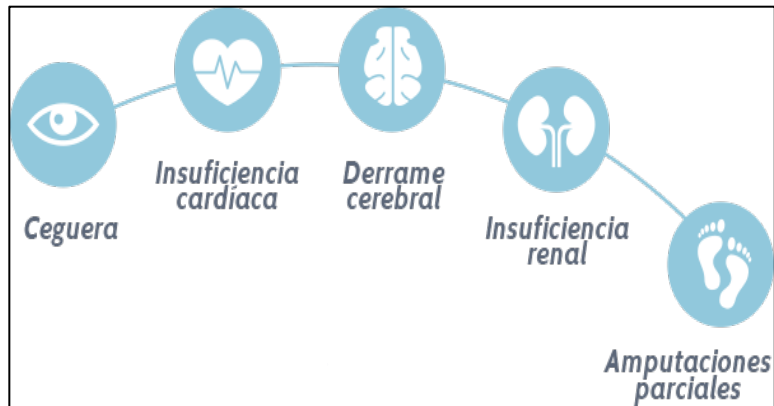 Ceguera
Insuficiencia
cardíaca
Derrame
cerebral
Insuficiencia
renal
Amputaciones
parciales